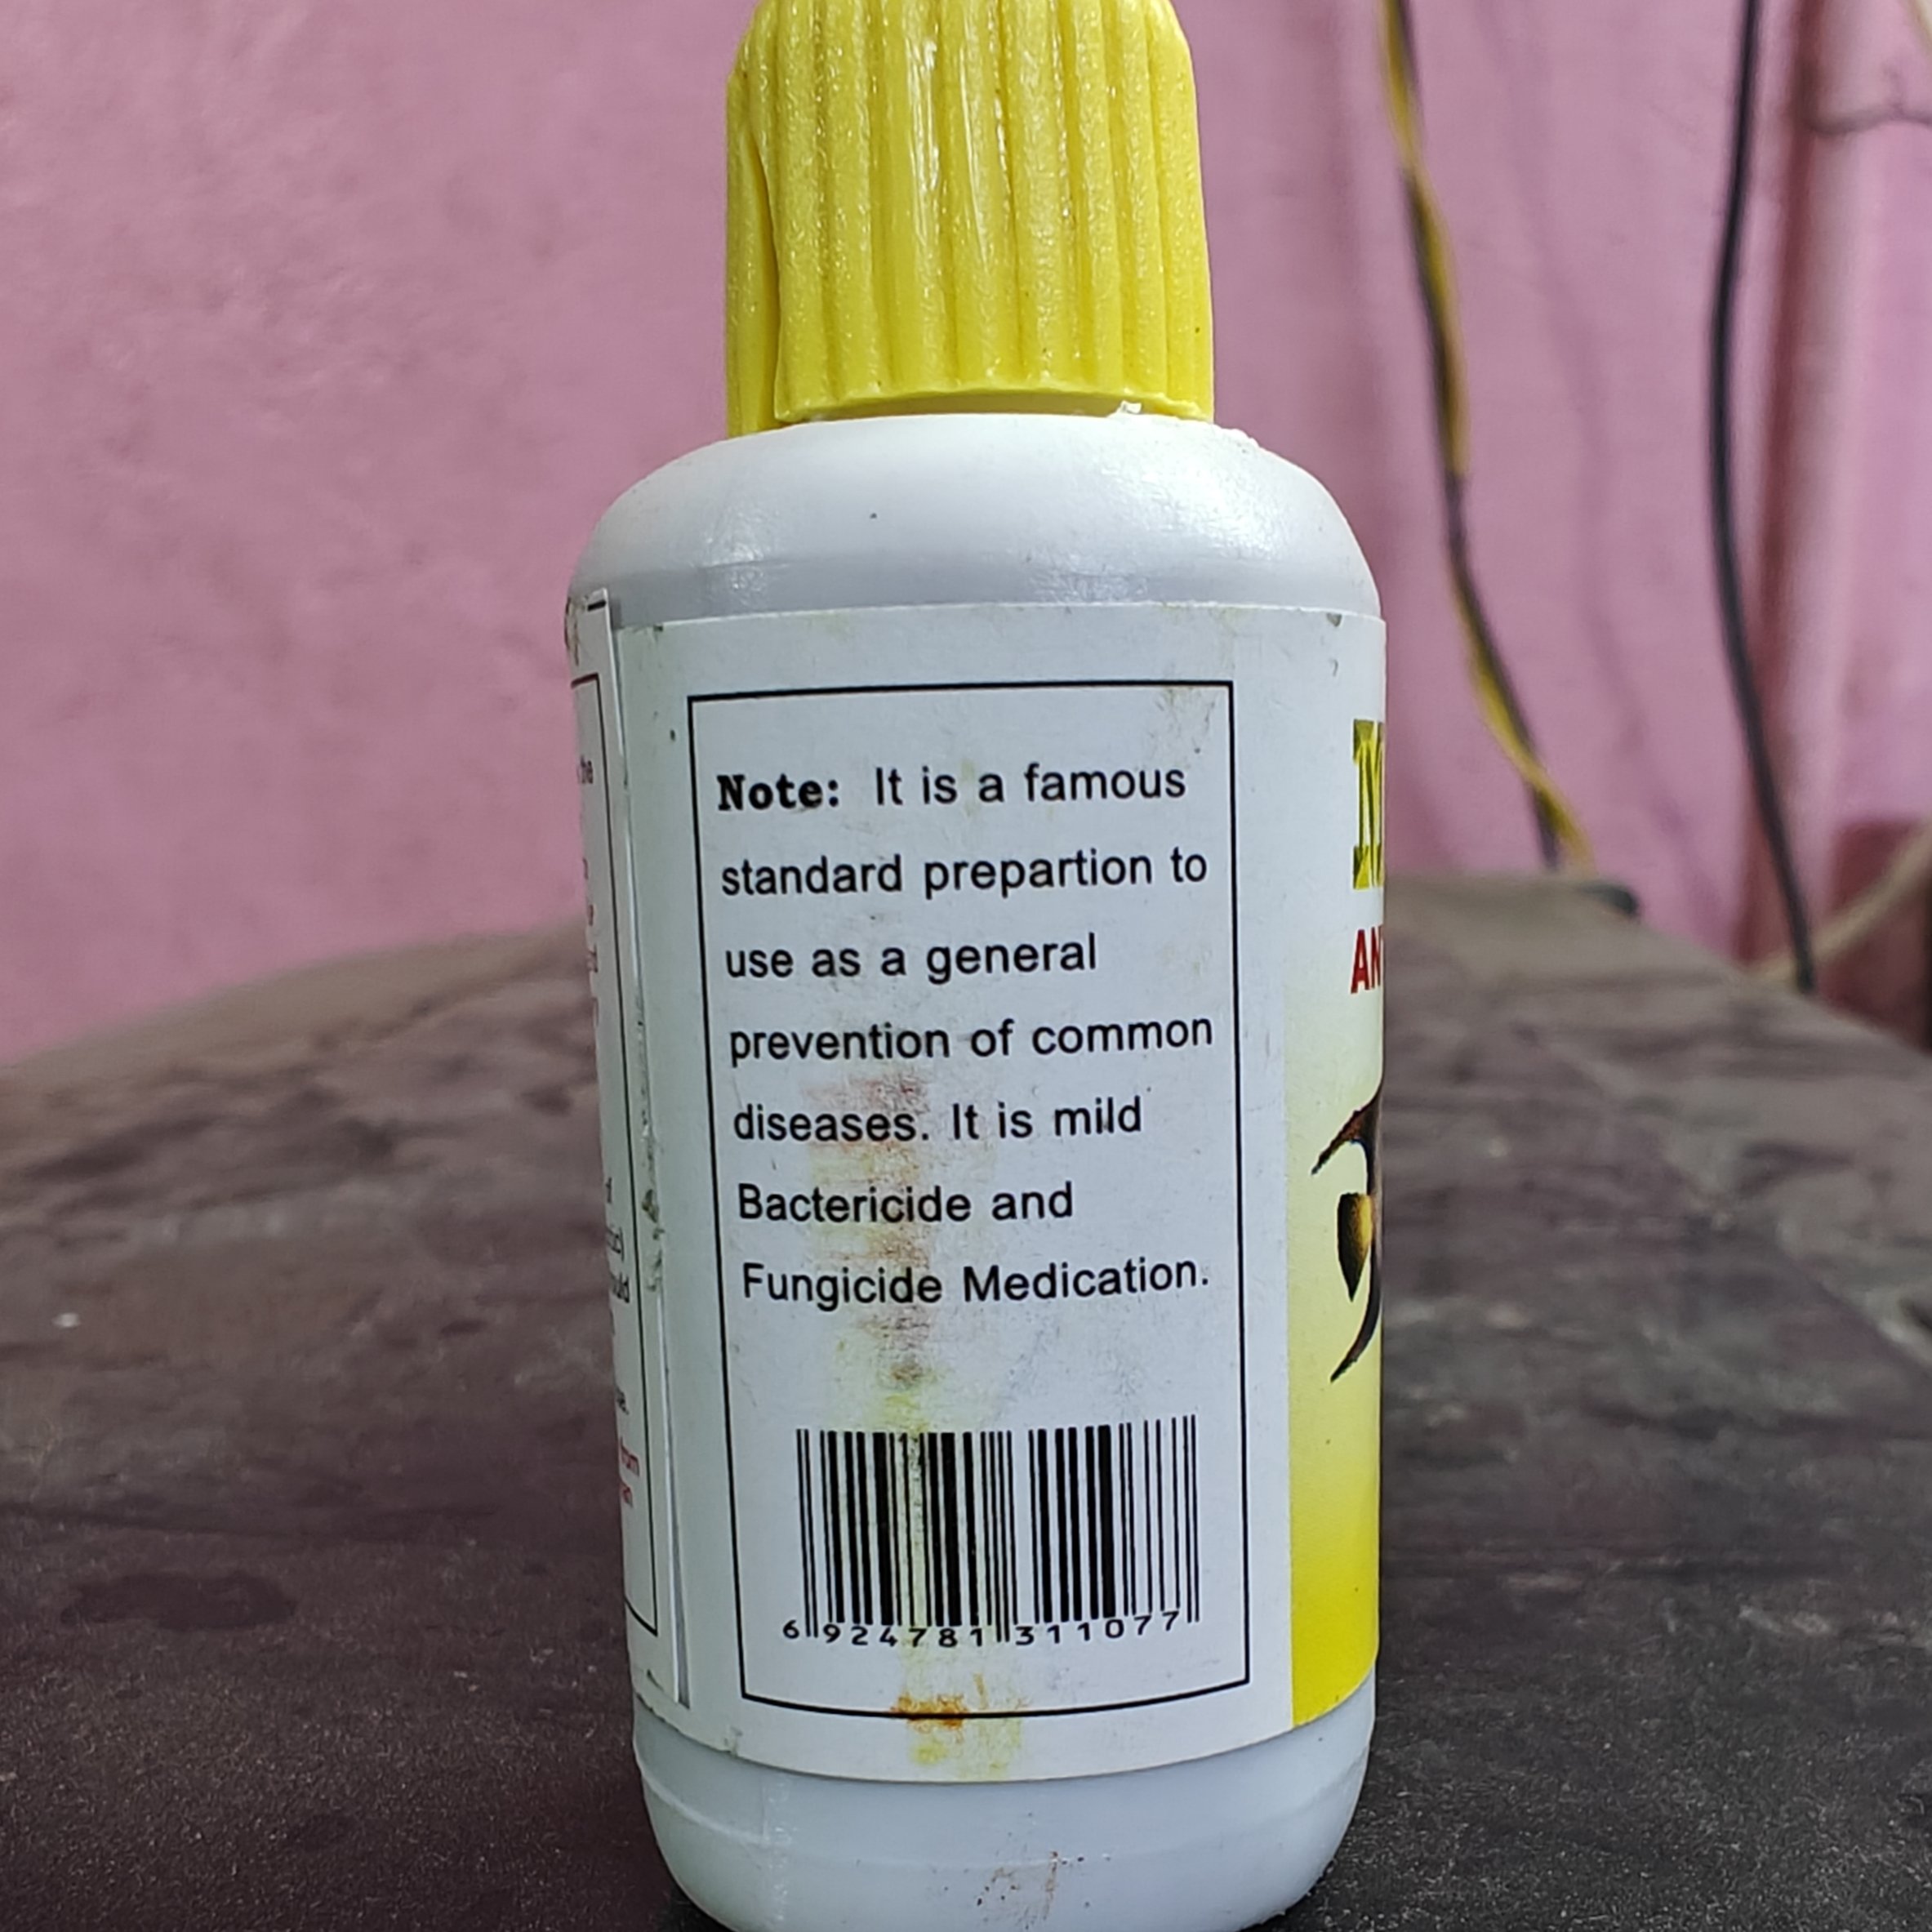 Note: It is a famous
standard prepartion to
use as a general
prevention of common
diseases. It is mild
Bactericide and
Fungicide Medication.
6 924781 311077